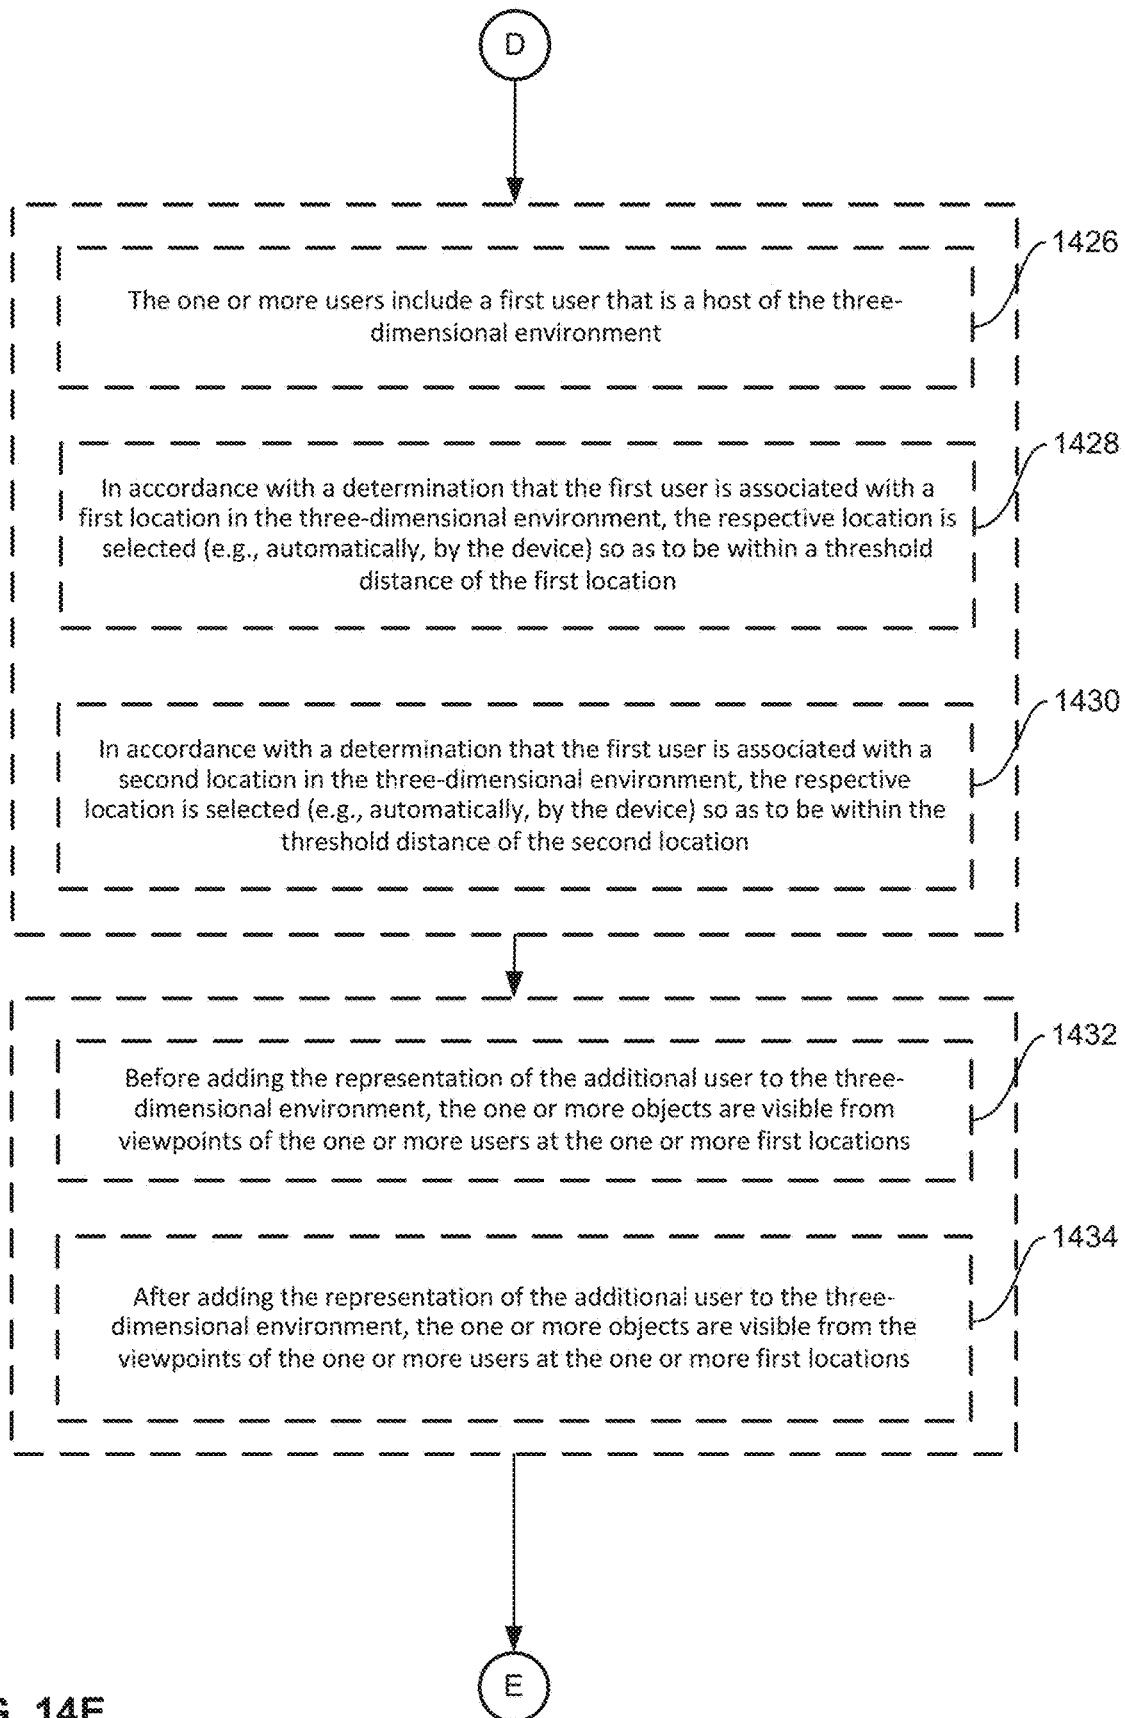 D
1426
The one or more users include a first user that is a host of the three-
dimensional environment
1428
In accordance with a determination that the first user is associated with a
first location in the three-dimensional environment, the respective location is
selected (e.g., automatically, by the device) so as to be within a threshold
distance of the first location
1430
In accordance with a determination that the first user is associated with a
second location in the three-dimensional environment, the respective
location is selected (e.g., automatically, by the device) so as to be within the
threshold distance of the second location
1432
Before adding the representation of the additional user to the three-
dimensional environment, the one or more objects are visible from
viewpoints of the one or more users at the one or more first locations
1434
After adding the representation of the additional user to the three-
dimensional environment, the one or more objects are visible from the
viewpoints of the one or more users at the one or more first locations
E